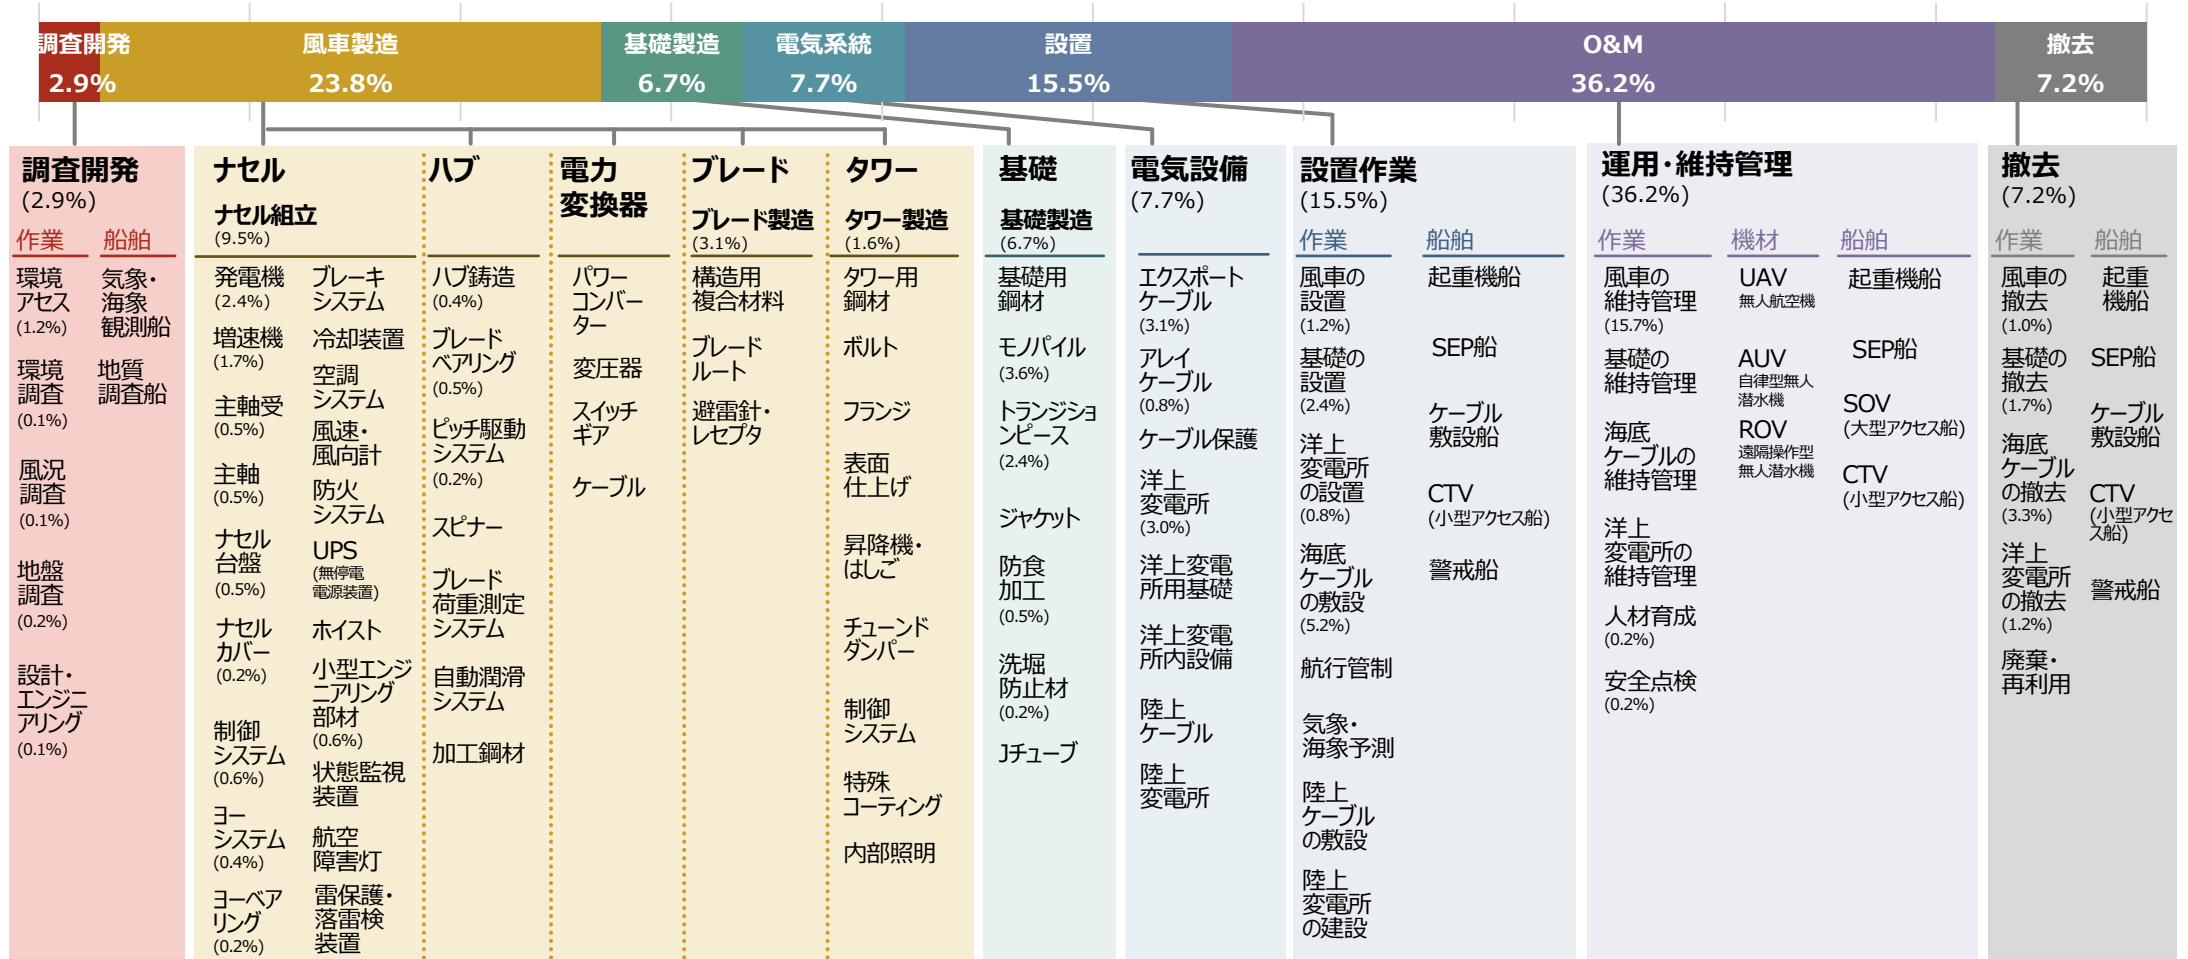 調査開発
2.9%
風車製造
23.8%
基礎製造
6.7%
電気系統
7.7%
設置
15.5%
O&M
36.2%
撤去
7.2%
調査開発
(2.9%)
作業
環境
アセス
(1.2%)
環境
調査
(0.1%)
風況
調査
(0.1%)
地盤
調査
(0.2%)
設計・
エンジニ
アリング
(0.1%)
船舶
気象・
海象
観測船
地質
調査船
ナセル
ナセル組立
(9.5%)
発電機
(2.4%)
増速機
(1.7%)
主軸受
(0.5%)
主軸
(0.5%)
ナセル
台盤
(0.5%)
ナセル
カバー
(0.2%)
制御
システム
(0.6%)
ヨー
システム
(0.4%)
ヨーベア
リング
(0.2%)
ブレーキ
システム
冷却装置
空調
システム
風速・
風向計
防火
システム
UPS
(無停電
電源装置)
ホイスト
小型エンジ
ニアリング
部材
(0.6%)
状態監視
装置
航空
障害灯
雷保護・
落雷検
装置
ハブ
ハブ鋳造
(0.4%)
ブレード
ベアリング
(0.5%)
ピッチ駆動
システム
(0.2%)
スピナー
ブレード
荷重測定
システム
自動潤滑
システム
加工鋼材
電力
変換器
パワー
コンバー
ター
変圧器
スイッチ
ギア
ケーブル
ブレード
ブレード製造
(3.1%)
構造用
複合材料
ブレード
ルート
避雷針・
レセプタ
タワー
タワー製造
(1.6%)
タワー用
鋼材
ボルト
フランジ
表面
仕上げ
昇降機・
はしご
チューンド
ダンパー
制御
システム
特殊
コーティング
内部照明
基礎
基礎製造
(6.7%)
基礎用
鋼材
モノパイル
(3.6%)
トランジショ
ンピース
(2.4%)
ジャケット
防食
加工
(0.5%)
洗堀
防止材
(0.2%)
Jチューブ
電気設備
(7.7%)
エクスポート
ケーブル
(3.1%)
アレイ
ケーブル
(0.8%)
ケーブル保護
洋上
変電所
(3.0%)
洋上変電
所用基礎
洋上変電
所内設備
陸上
ケーブル
陸上
変電所
設置作業
(15.5%)
作業
風車の
設置
(1.2%)
基礎の
設置
(2.4%)
洋上
変電所
の設置
(0.8%)
海底
ケーブル
の敷設
(5.2%)
航行管制
気象・
海象予測
陸上
ケーブル
の敷設
陸上
変電所
の建設
船舶
起重機船
SEP船
ケーブル
敷設船
CTV
(小型アクセス船)
警戒船
運用・維持管理
(36.2%)
作業
風車の
維持管理
(15.7%)
基礎の
維持管理
海底
ケーブルの
維持管理
洋上
変電所の
維持管理
人材育成
(0.2%)
安全点検
(0.2%)
機材
UAV
無人航空機
AUV
自律型無人
潜水機
ROV
遠隔操作型
無人潜水機
船舶
起重機船
SEP船
SOV
(大型アクセス船)
CTV
(小型アクセス船)
撤去
(7.2%)
作業
風車の
撤去
(1.0%)
基礎の
撤去
(1.7%)
海底
ケーブル
の撤去
(3.3%)
洋上
変電所
の撤去
(1.2%)
廃棄・
再利用
船舶
起重
機船
SEP船
ケーブル
敷設船
CTV
(小型アクセ
ス船)
警戒船